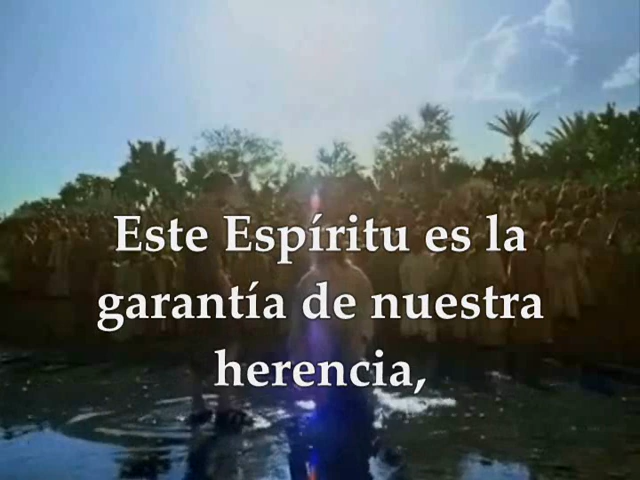 Este Espíritu es la
garantía de nuestra
herencia,